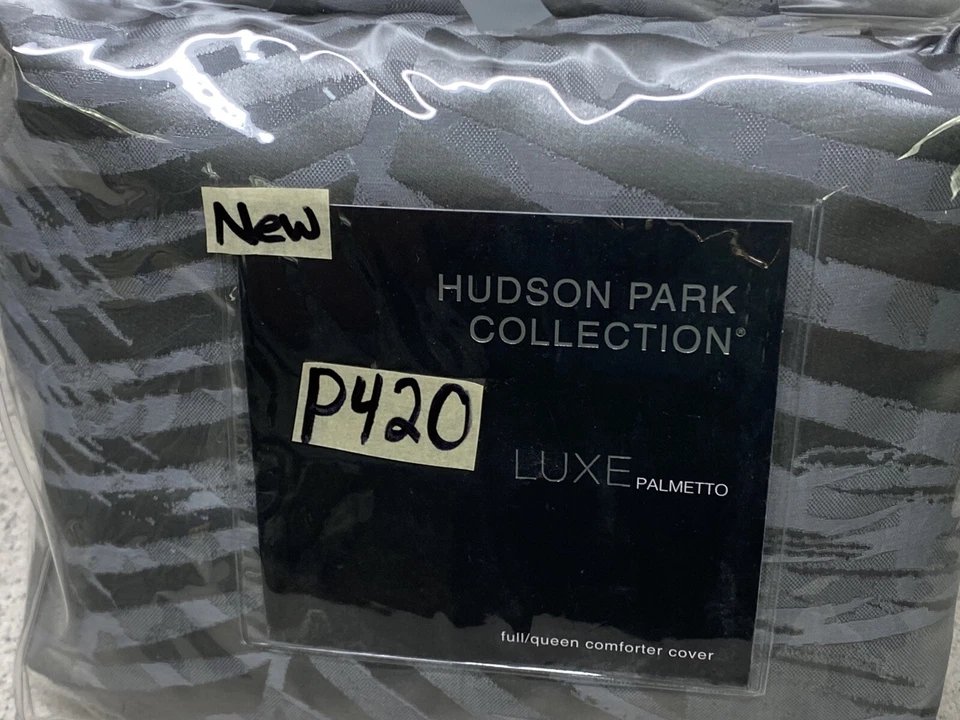 New
HUDSON PARK
COLLECTION®
P420
LUXE PALMETTO
full/queen comforter cover